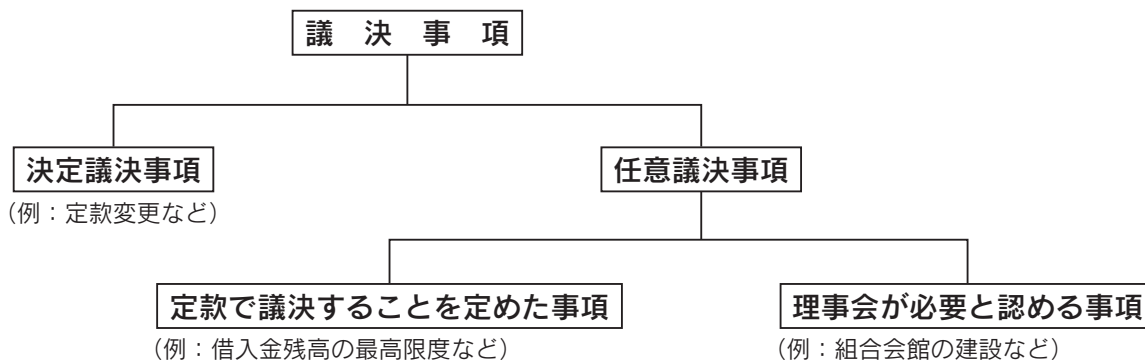 議　決　事　項
決定議決事項
（例：定款変更など）
任意議決事項
定款で議決することを定めた事項
（例：借入金残高の最高限度など）
理事会が必要と認める事項
（例：組合会館の建設など）